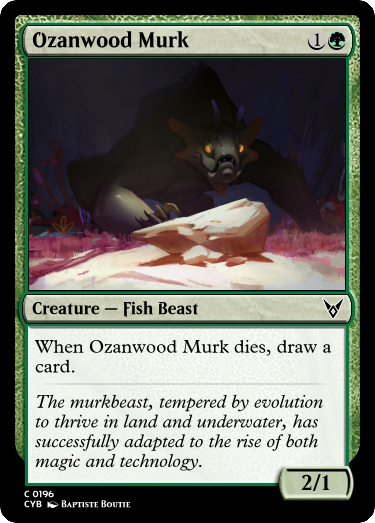 Ozanwood Murk 1
Creature — Fish Beast
When Ozanwood Murk dies, draw a
card.
The murkbeast, tempered by evolution
to thrive in land and underwater, has
successfully adapted to the rise of both
magic and technology.
2/1
C 0196
CYB Baptiste Boutie